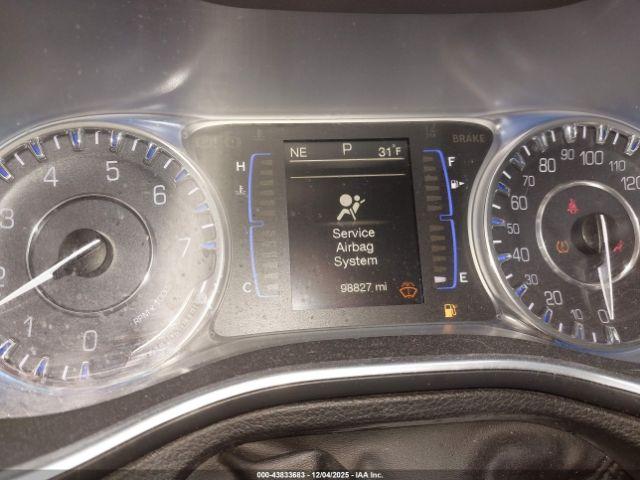 NE P 31°F
BRAKE
H
F
Service
Airbag
System
98827 mi
C
E
0 1 2 3 4 5 6 7
RPM x 1000
0 10 20 30 40 50 60 70 80 90 100 110 120
000-43833683 - 12/04/2025 - IAA Inc.